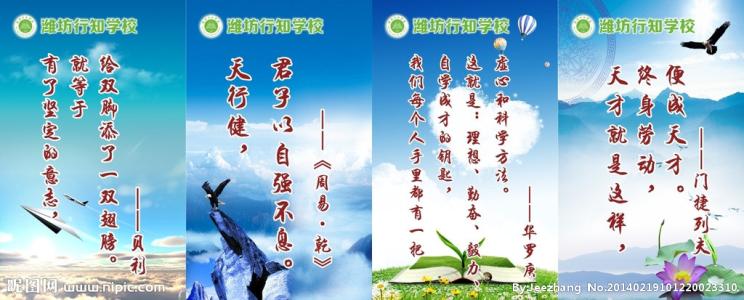 潍坊行知学校
有了坚定的意志,
就等于
给双脚添了一双翅膀。
——贝利
潍坊行知学校
天行健,
君子以自强不息。
——《周易·乾》
潍坊行知学校
我们每个人手里都有一把
自学成才的钥匙,
这就是:理想、勤奋、毅力、
虚心和科学方法。
——华罗庚
潍坊行知学校
天才就是这样,
终身劳动,
便成天才。
——门捷列夫
昵图网 www.nipic.com
By:Jeezhang No.20140219101220023310